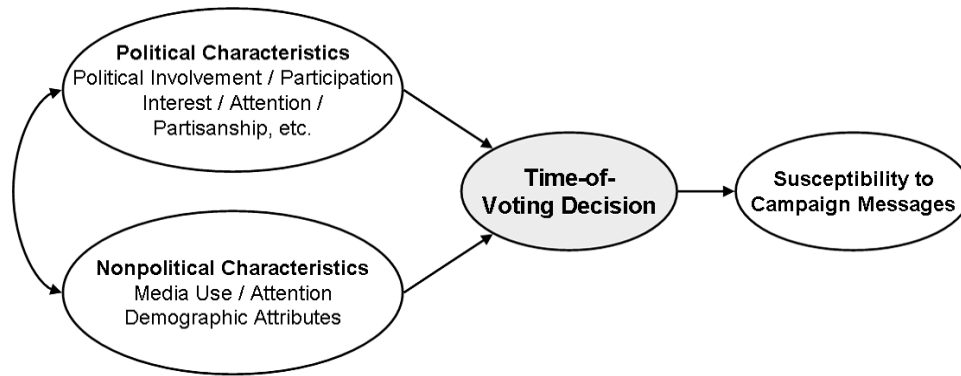 Political Characteristics
Political Involvement / Participation
Interest / Attention /
Partisanship, etc.
Time-of-
Voting Decision
Susceptibility to
Campaign Messages
Nonpolitical Characteristics
Media Use / Attention
Demographic Attributes